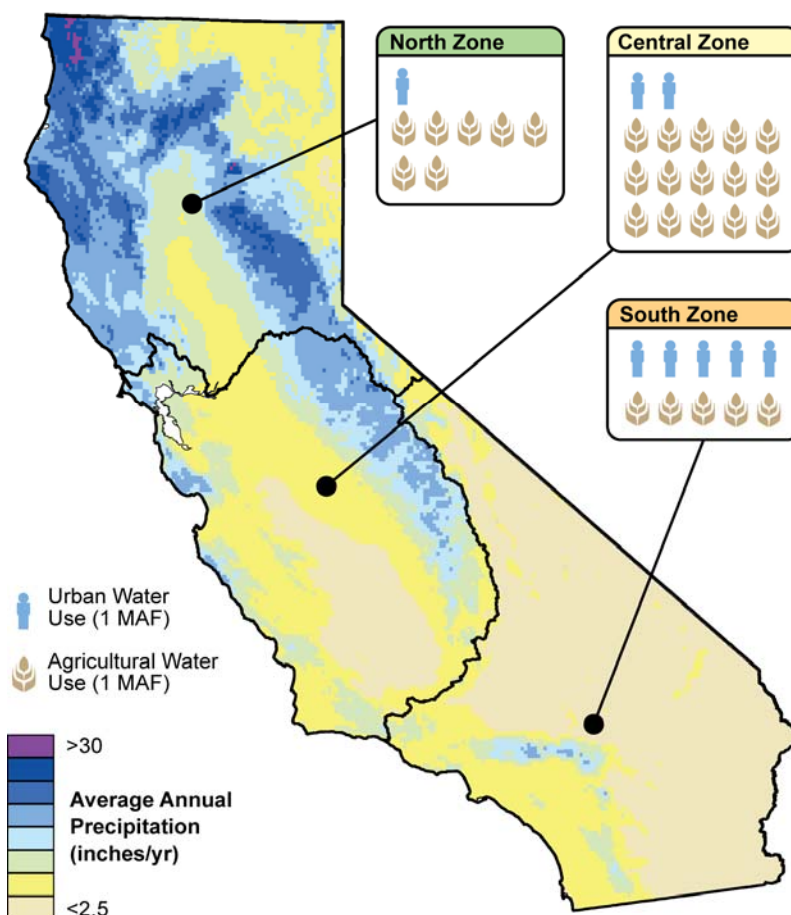 North Zone
Central Zone
South Zone
Urban Water
Use (1 MAF)
Agricultural Water
Use (1 MAF)
>30
Average Annual
Precipitation
(inches/yr)
<2.5